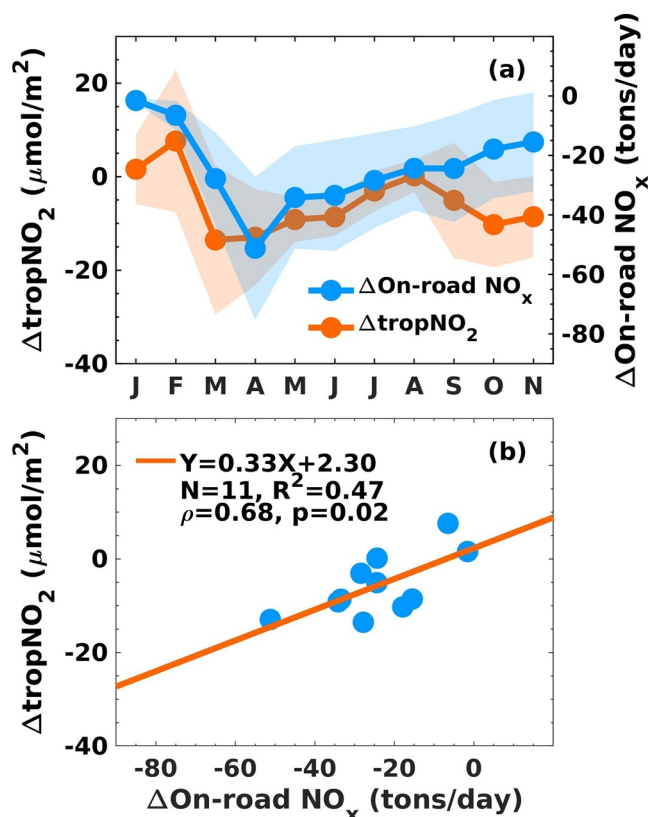 (a)
20
0
-10
-20
-40
ΔtropNO2 (μmol/m2)
0
-20
-40
-60
-80
ΔOn-road NOx (tons/day)
ΔOn-road NOx
ΔtropNO2
J F M A M J J A S O N
(b)
Y=0.33X+2.30
N=11, R2=0.47
ρ=0.68, p=0.02
20
0
-20
-40
ΔtropNO2 (μmol/m2)
-80 -60 -40 -20 0
ΔOn-road NOx (tons/day)